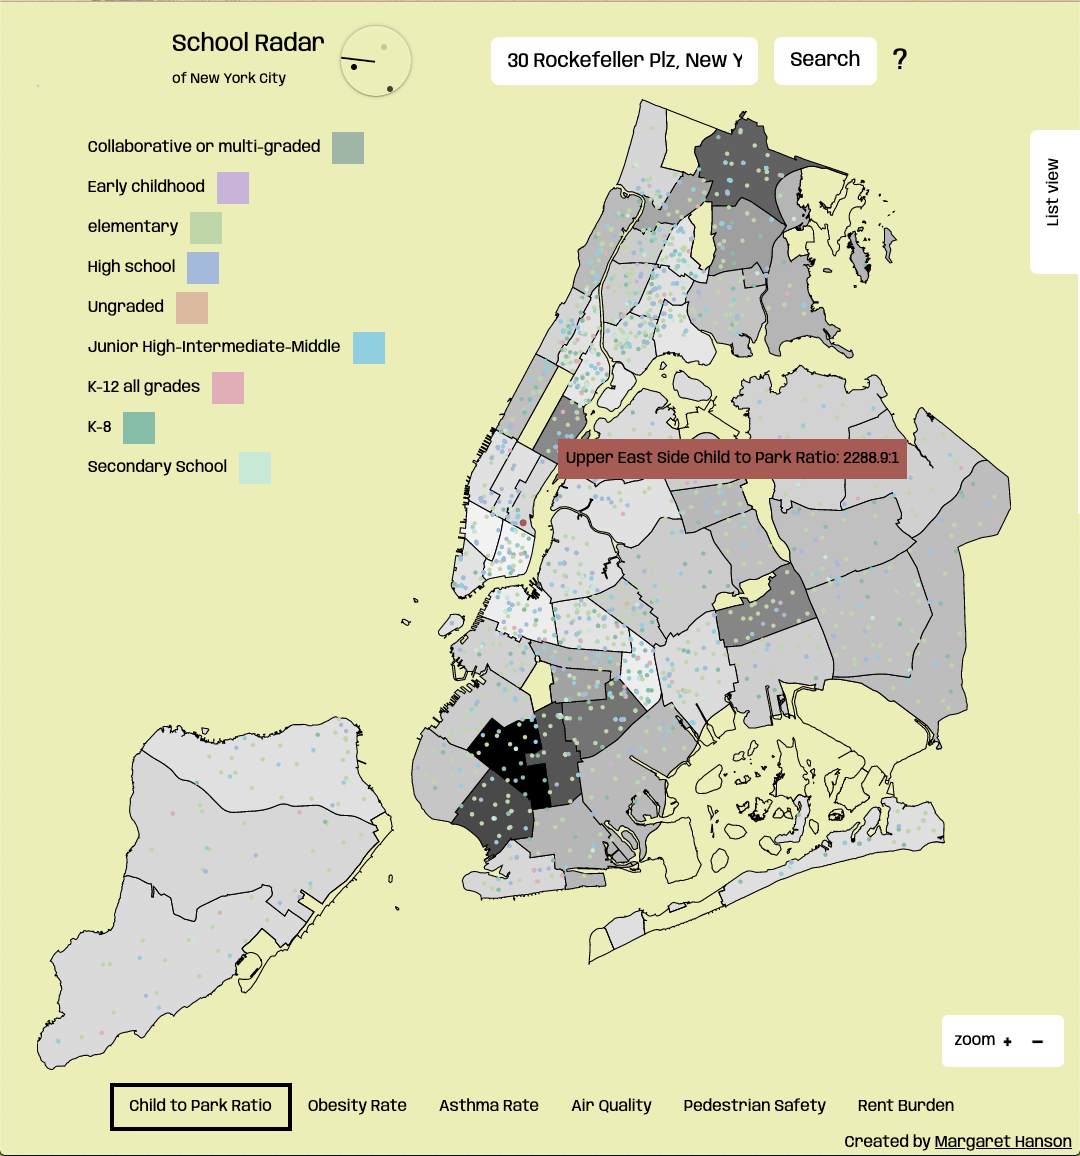 School Radar
of New York City
30 Rockefeller Plz, New Y
Search
?
Collaborative or multi-graded
Early childhood
elementary
High school
Ungraded
Junior High-Intermediate-Middle
K-12 all grades
K-8
Secondary School
List view
Upper East Side Child to Park Ratio: 2288.9:1
zoom + −
Child to Park Ratio
Obesity Rate
Asthma Rate
Air Quality
Pedestrian Safety
Rent Burden
Created by Margaret Hanson